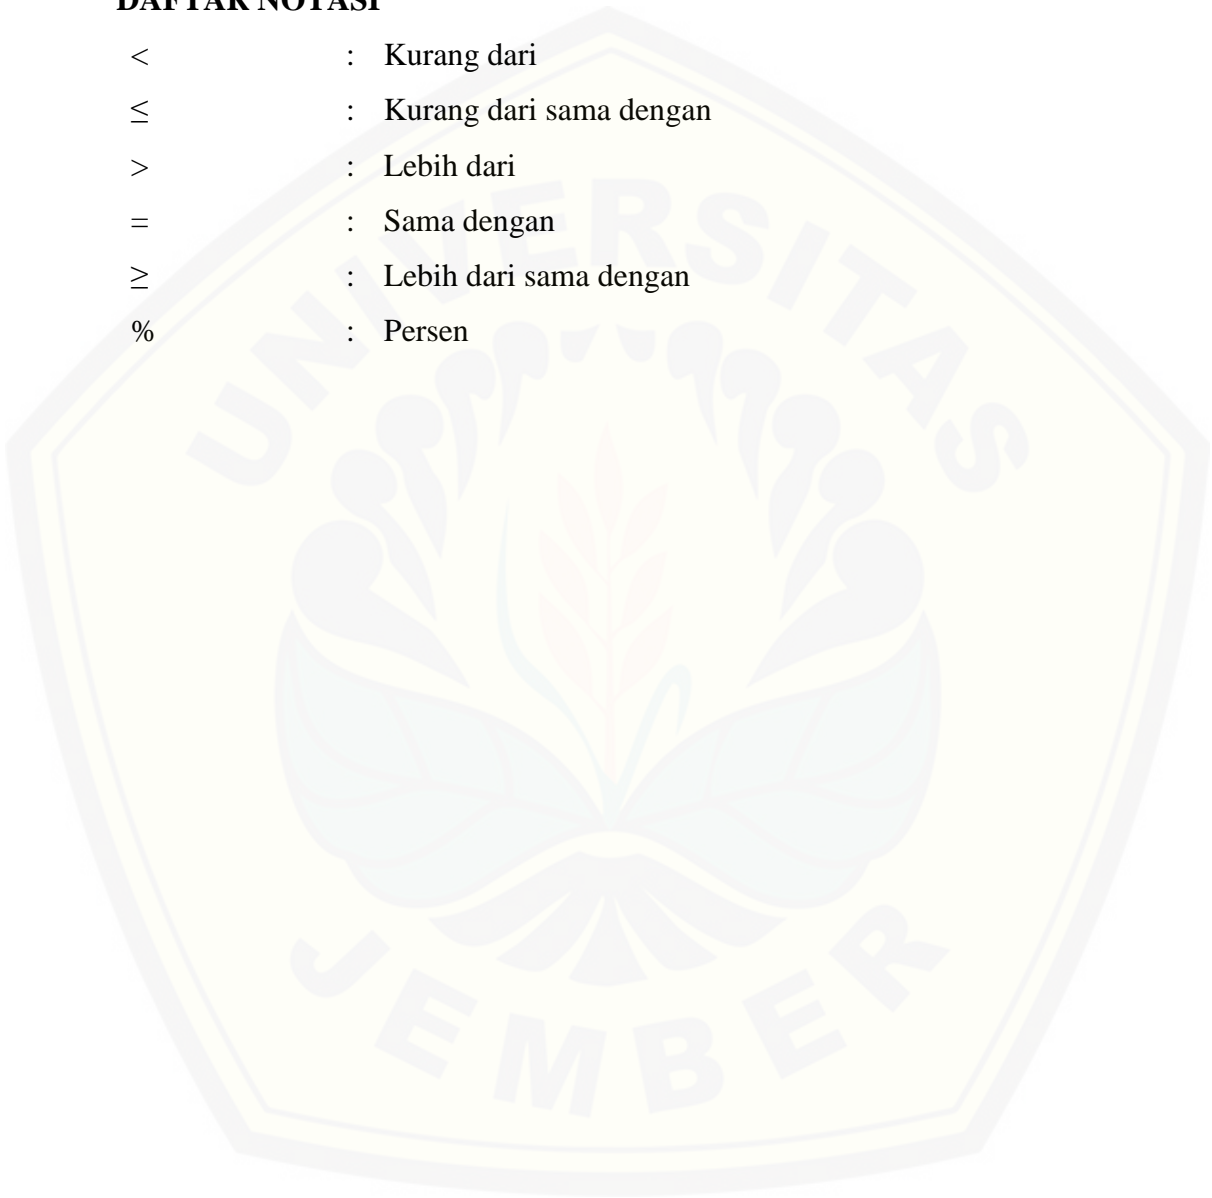 DAFTAR NOTASI
< : Kurang dari
≤ : Kurang dari sama dengan
> : Lebih dari
= : Sama dengan
≥ : Lebih dari sama dengan
% : Persen
UNIVERSITAS
JEMBER